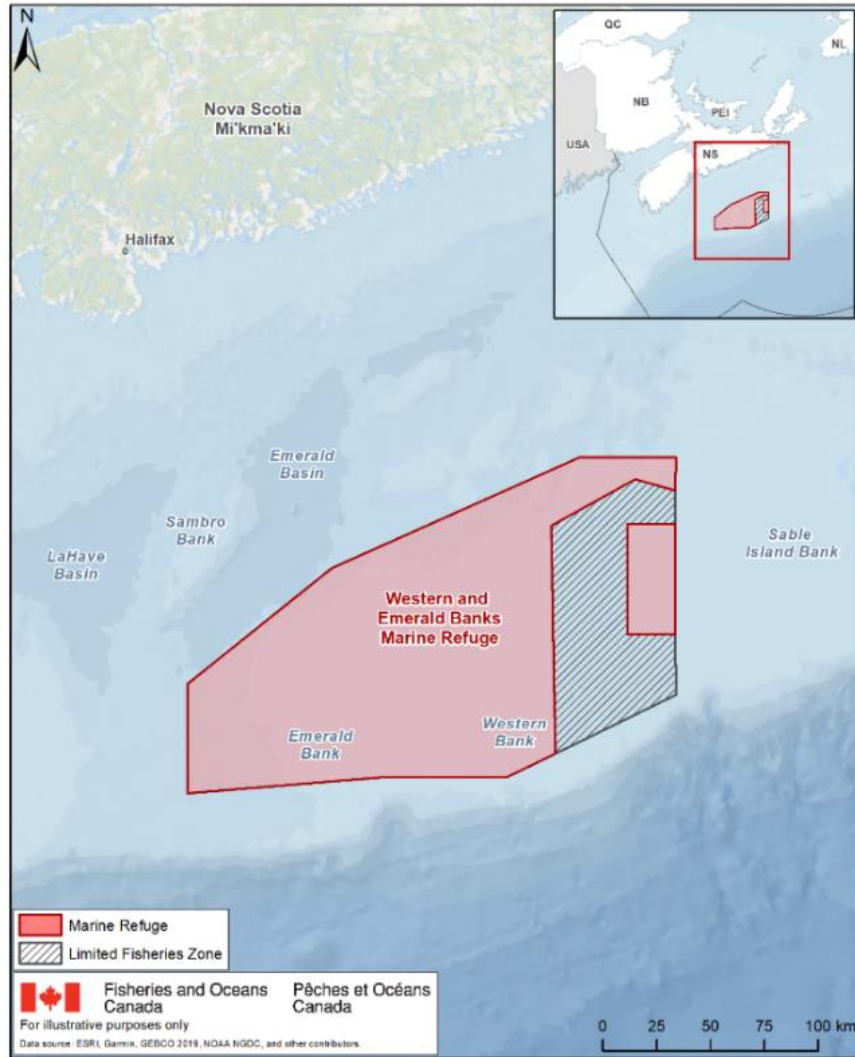 N
QC
NL
NB
PEI
USA
NS
Nova Scotia
Mi'kma'ki
Halifax
Emerald
Basin
Sambro
Bank
LaHave
Basin
Sable
Island Bank
Western and
Emerald Banks
Marine Refuge
Emerald
Bank
Western
Bank
Marine Refuge
Limited Fisheries Zone
Fisheries and Oceans
Canada
Pêches et Océans
Canada
For illustrative purposes only
Data source: ESRI, Garmin, GEBCO 2019, NOAA NGDC, and other contributors.
0 25 50 75 100 km